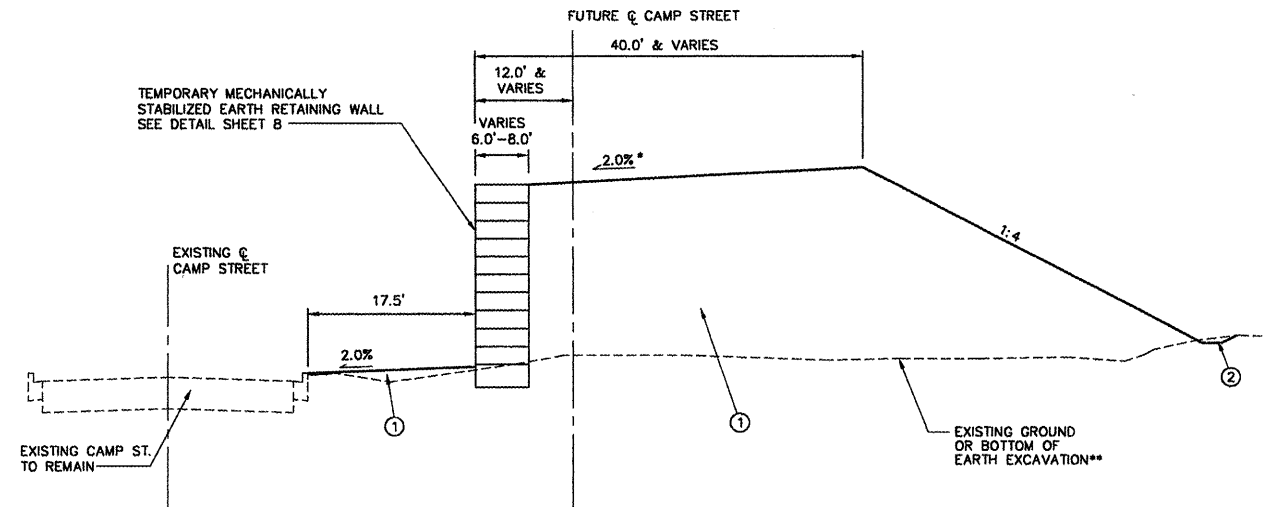 FUTURE ℄ CAMP STREET
40.0' & VARIES
12.0' &
VARIES
TEMPORARY MECHANICALLY
STABILIZED EARTH RETAINING WALL
SEE DETAIL SHEET 8
VARIES
6.0'-8.0'
2.0%*
1:4
EXISTING ℄
CAMP STREET
17.5'
2.0%
①
①
②
EXISTING CAMP ST.
TO REMAIN
EXISTING GROUND
OR BOTTOM OF
EARTH EXCAVATION**